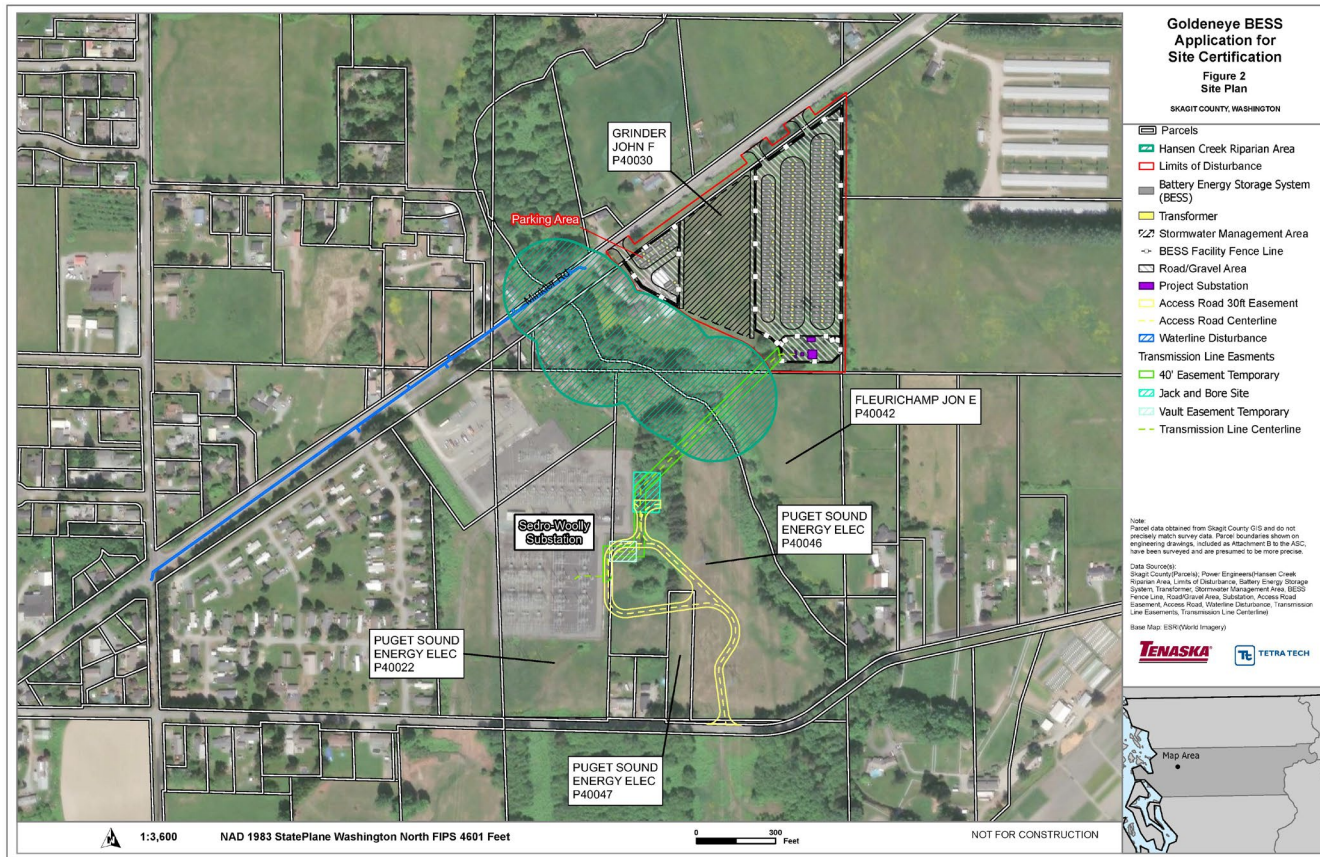 Goldeneye BESS
Application for
Site Certification
Figure 2
Site Plan
SKAGIT COUNTY, WASHINGTON
Parcels
Hansen Creek Riparian Area
Limits of Disturbance
Battery Energy Storage System
(BESS)
Transformer
Stormwater Management Area
BESS Facility Fence Line
Road/Gravel Area
Project Substation
Access Road 30ft Easement
Access Road Centerline
Waterline Disturbance
Transmission Line Easments
40' Easement Temporary
Jack and Bore Site
Vault Easement Temporary
Transmission Line Centerline
Note:
Parcel data obtained from Skagit County GIS and do not
precisely match survey data. Parcel boundaries shown on
engineering drawings, included as Attachment B to the ASC,
have been surveyed and are presumed to be more precise.
Data Source(s):
Skagit County(Parcels); Power Engineers(Hansen Creek
Riparian Area, Limits of Disturbance, Battery Energy Storage
System, Transformer, Stormwater Management Area, BESS
Fence Line, Road/Gravel Area, Substation, Access Road
Easement, Access Road, Waterline Disturbance, Transmission
Line Easements, Transmission Line Centerline)
Base Map: ESRI(World Imagery)
TENASKA
Tt TETRA TECH
Map Area
GRINDER
JOHN F
P40030
Parking Area
Minkler Rd
FLEURICHAMP JON E
P40042
PUGET SOUND
ENERGY ELEC
P40046
Sedro-Woolly
Substation
PUGET SOUND
ENERGY ELEC
P40022
PUGET SOUND
ENERGY ELEC
P40047
1:3,600
NAD 1983 StatePlane Washington North FIPS 4601 Feet
0 300
Feet
NOT FOR CONSTRUCTION